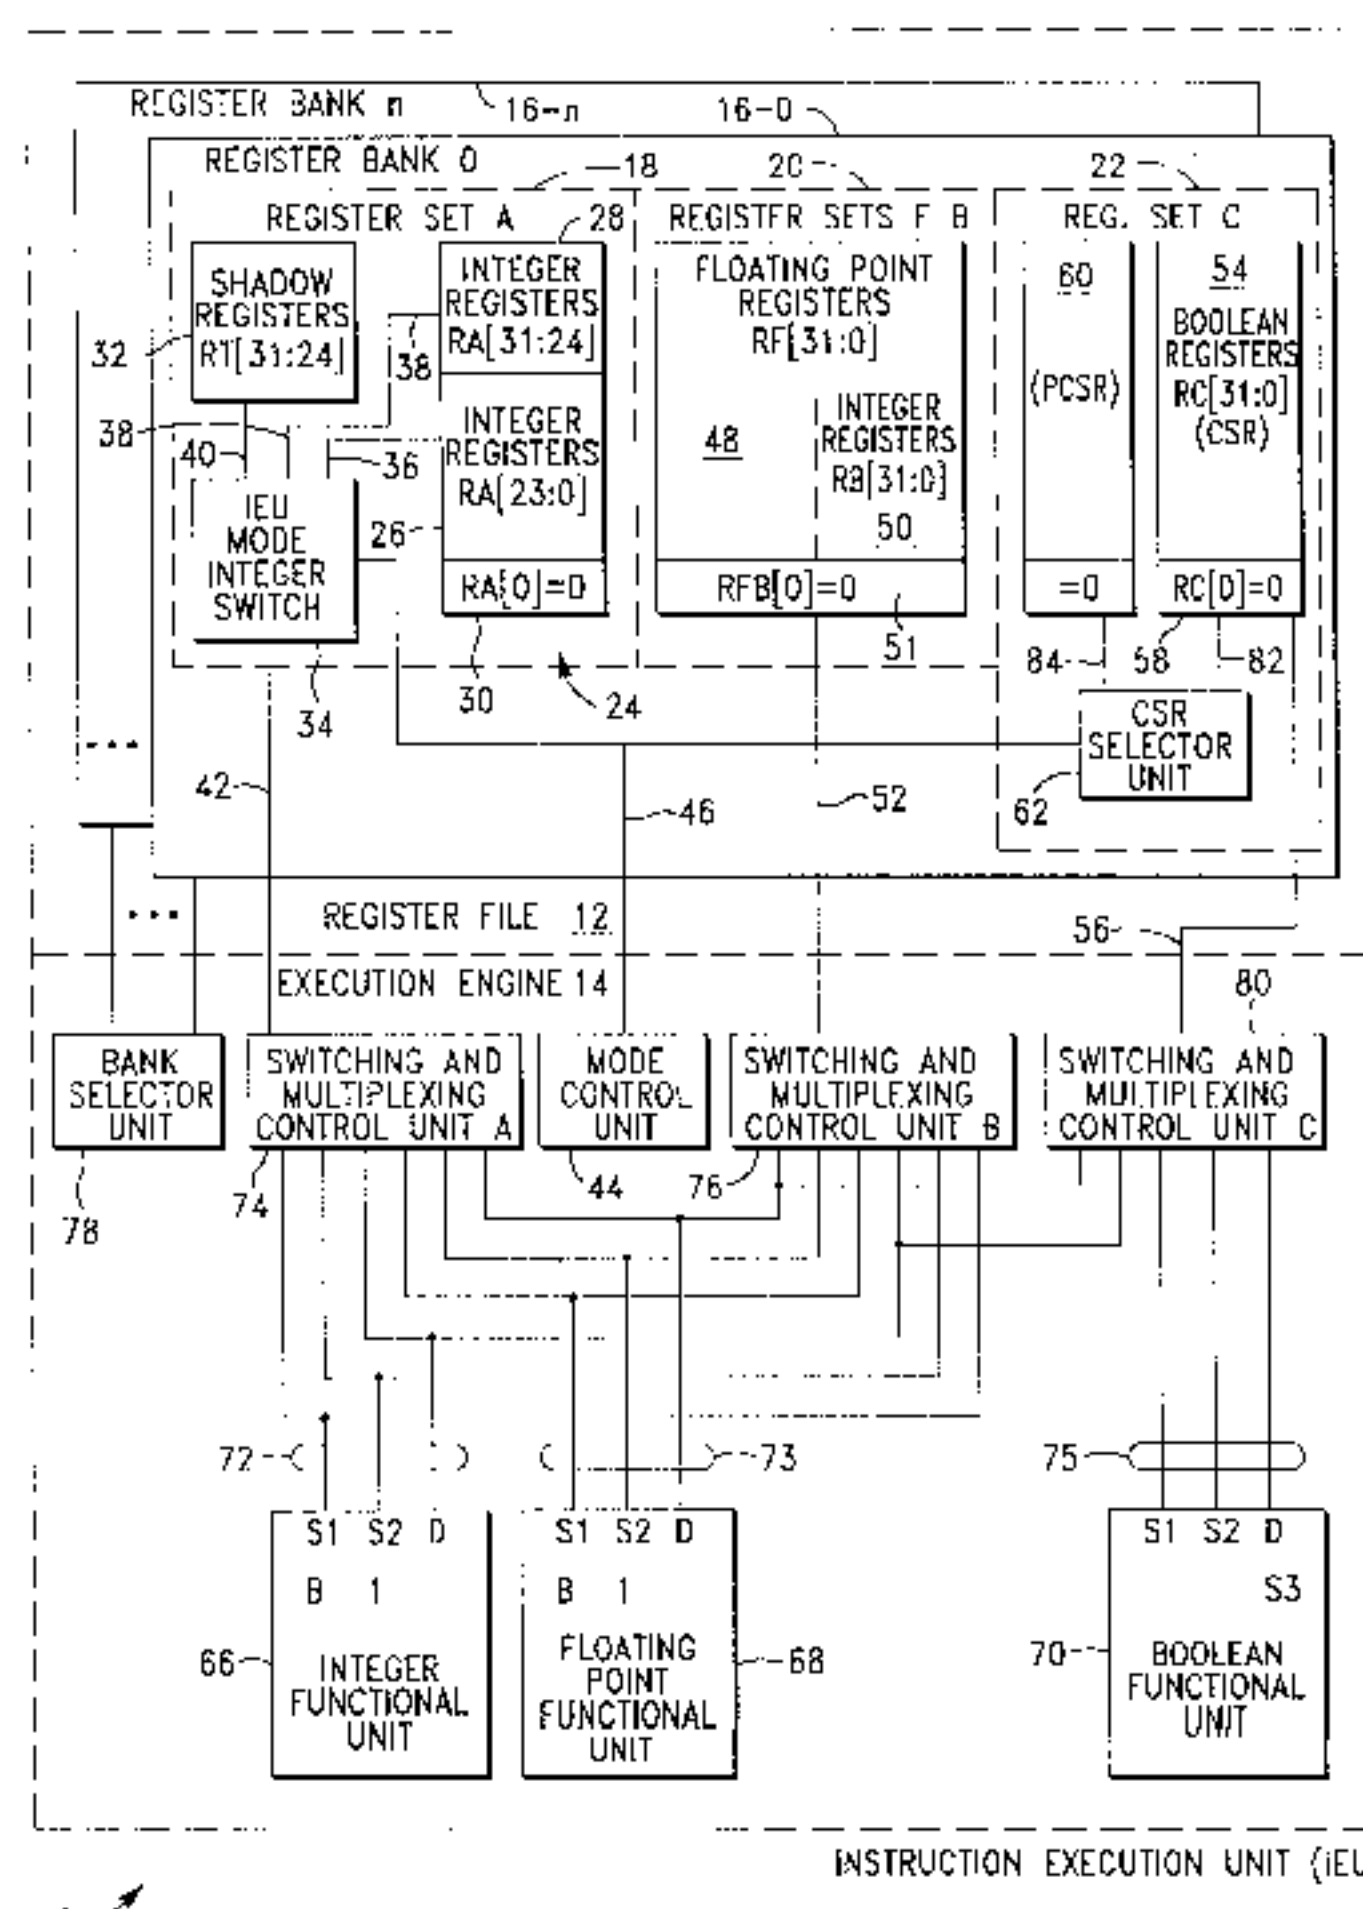 REGISTER BANK n
16-n
16-0
REGISTER BANK 0
18
20
22
REGISTER SET A
28
REGISTER SETS F B
REG. SET C
SHADOW
REGISTERS
RT[31:24]
32
38
INTEGER
REGISTERS
RA[31:24]
FLOATING POINT
REGISTERS
RF[31:0]
60
(PCSR)
54
BOOLEAN
REGISTERS
RC[31:0]
(CSR)
38
40
36
INTEGER
REGISTERS
RA[23:0]
48
INTEGER
REGISTERS
RB[31:0]
50
IEU
MODE
INTEGER
SWITCH
26
RA[0]=0
RFB[0]=0
=0
RC[0]=0
34
30
24
51
84
58
82
CSR
SELECTOR
UNIT
62
...
42
46
52
...
REGISTER FILE 12
56
EXECUTION ENGINE 14
80
BANK
SELECTOR
UNIT
SWITCHING AND
MULTIPLEXING
CONTROL UNIT A
MODE
CONTROL
UNIT
SWITCHING AND
MULTIPLEXING
CONTROL UNIT B
SWITCHING AND
MULTIPLEXING
CONTROL UNIT C
78
74
44
76
72
73
75
S1 S2 D
B 1
INTEGER
FUNCTIONAL
UNIT
66
S1 S2 D
B 1
FLOATING
POINT
FUNCTIONAL
UNIT
68
S1 S2 D
S3
BOOLEAN
FUNCTIONAL
UNIT
70
INSTRUCTION EXECUTION UNIT (IEU